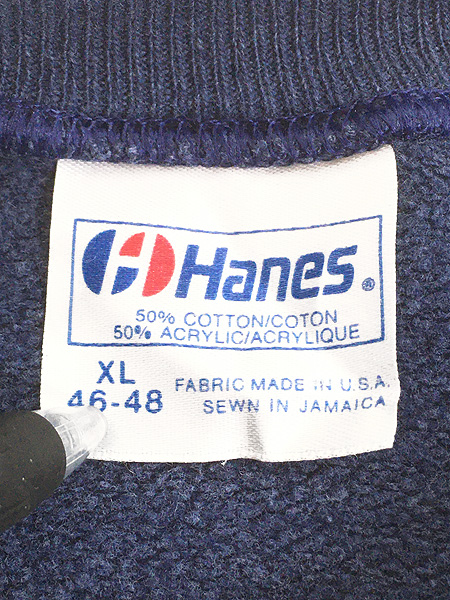 Hanes®
50% COTTON/COTON
50% ACRYLIC/ACRYLIQUE
XL
46-48
FABRIC MADE IN U.S.A.
SEWN IN JAMAICA